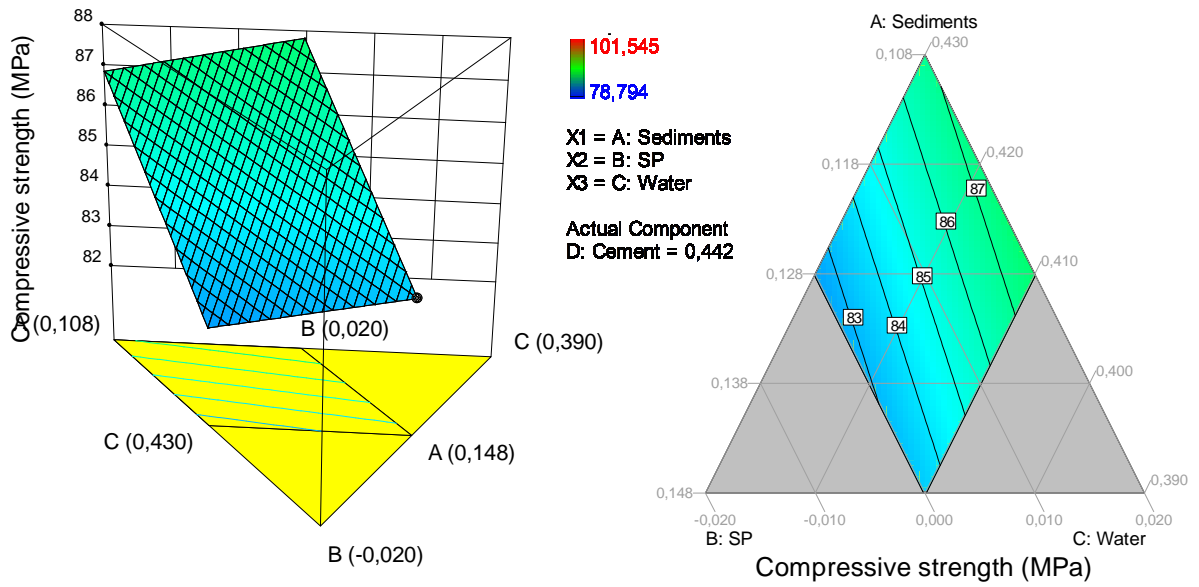 88
87
86
85
84
83
82
Compressive strength (MPa)
(0,108)
B (0,020)
C (0,390)
C (0,430)
A (0,148)
B (-0,020)
101,545
78,794
X1 = A: Sediments
X2 = B: SP
X3 = C: Water
Actual Component
D: Cement = 0,442
A: Sediments
0,108
0,430
0,118
0,420
87
86
0,128
85
0,410
83
84
0,138
0,400
0,148
0,390
-0,020
-0,010
0,000
0,010
0,020
B: SP
C: Water
Compressive strength (MPa)